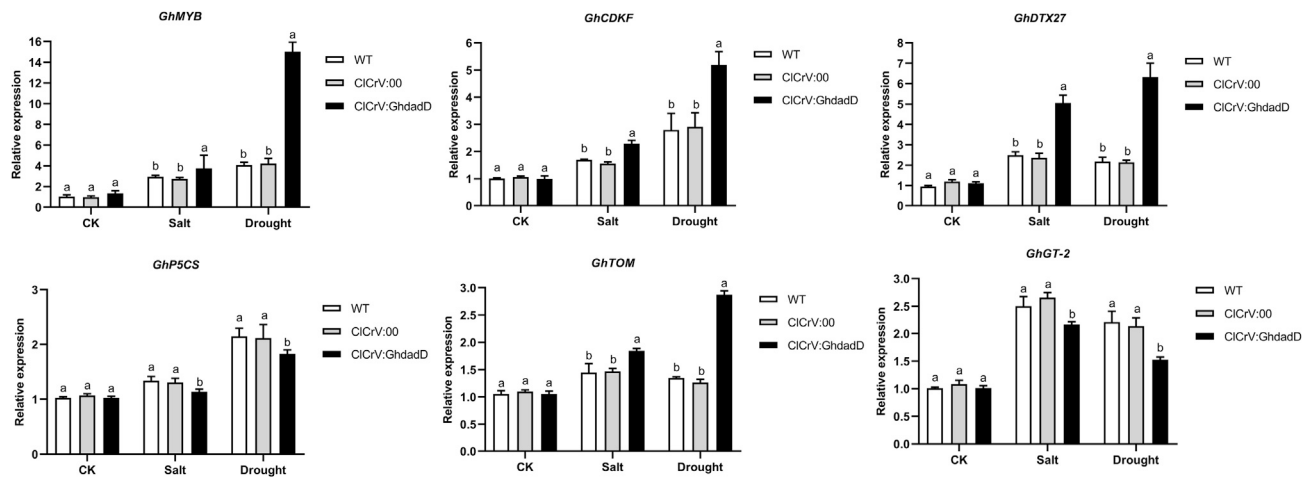 GhMYB
Relative expression
16
14
12
10
8
6
4
2
0
a a a
b b a
b b a
CK Salt Drought
WT
ClCrV:00
ClCrV:GhdadD
GhCDKF
Relative expression
6
5
4
3
2
1
0
a a a
b b a
b b a
CK Salt Drought
WT
ClCrV:00
ClCrV:GhdadD
GhDTX27
Relative expression
8
7
6
5
4
3
2
1
0
a a a
b b a
b b a
CK Salt Drought
WT
ClCrV:00
ClCrV:GhdadD
GhP5CS
Relative expression
3
2
1
0
a a a
a a b
a a b
CK Salt Drought
WT
ClCrV:00
ClCrV:GhdadD
GhTOM
Relative expression
3.0
2.5
2.0
1.5
1.0
0.5
0.0
a a a
b b a
b b a
CK Salt Drought
WT
ClCrV:00
ClCrV:GhdadD
GhGT-2
Relative expression
3.0
2.5
2.0
1.5
1.0
0.5
0.0
a a a
a a b
a a b
CK Salt Drought
WT
ClCrV:00
ClCrV:GhdadD